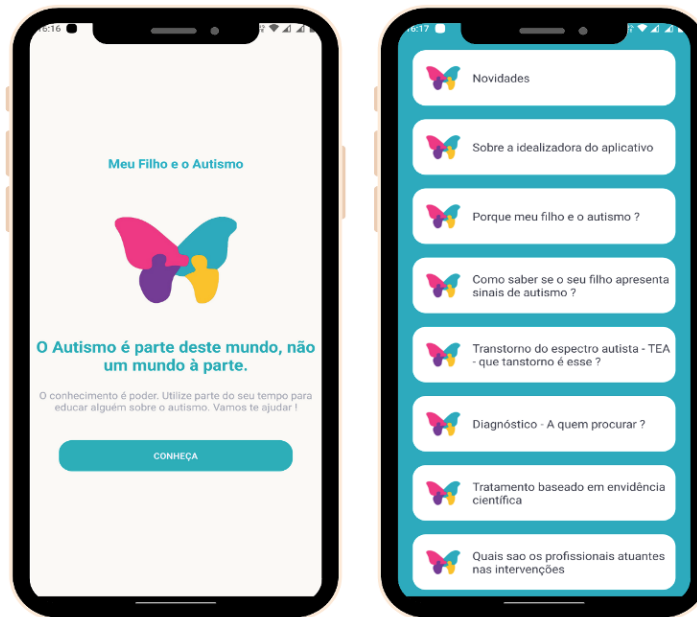 16:16
Meu Filho e o Autismo
O Autismo é parte deste mundo, não
um mundo à parte.
O conhecimento é poder. Utilize parte do seu tempo para
educar alguém sobre o autismo. Vamos te ajudar !
CONHEÇA
6:17
Novidades
Sobre a idealizadora do aplicativo
Porque meu filho e o autismo ?
Como saber se o seu filho apresenta
sinais de autismo ?
Transtorno do espectro autista - TEA
- que tanstorno é esse ?
Diagnóstico - A quem procurar ?
Tratamento baseado em envidência
científica
Quais sao os profissionais atuantes
nas intervenções